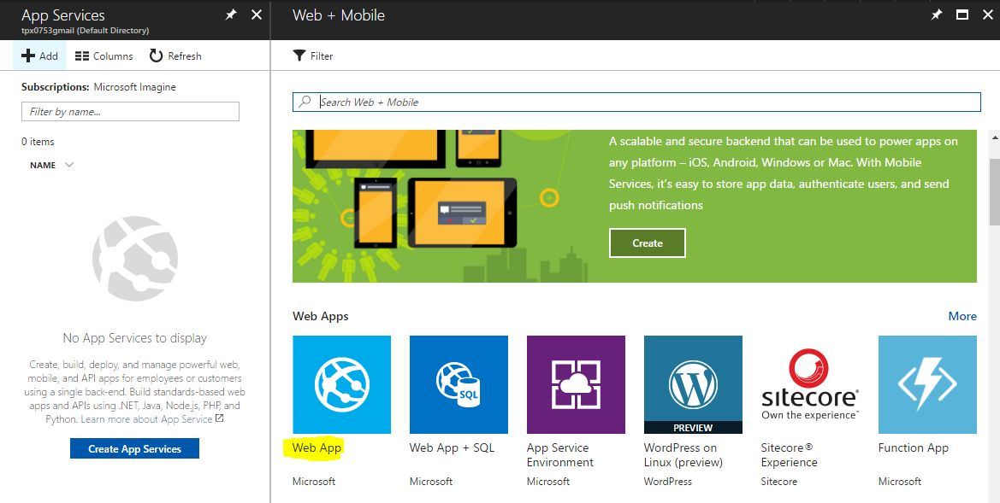 App Services
tpx0753gmail (Default Directory)
Add
Columns
Refresh
Subscriptions: Microsoft Imagine
Filter by name...
0 items
NAME
No App Services to display
Create, build, deploy, and manage powerful web,
mobile, and API apps for employees or customers
using a single back-end. Build standards-based web
apps and APIs using .NET, Java, Node.js, PHP, and
Python. Learn more about App Service
Create App Services
Web + Mobile
Filter
Search Web + Mobile
A scalable and secure backend that can be used to power apps on
any platform – iOS, Android, Windows or Mac. With Mobile
Services, it's easy to store app data, authenticate users, and send
push notifications
Create
Web Apps
More
SQL
PREVIEW
sitecore®
Own the experience™
Web App
Microsoft
Web App + SQL
Microsoft
App Service
Environment
Microsoft
WordPress on
Linux (preview)
WordPress
Sitecore®
Experience
Sitecore
Function App
Microsoft